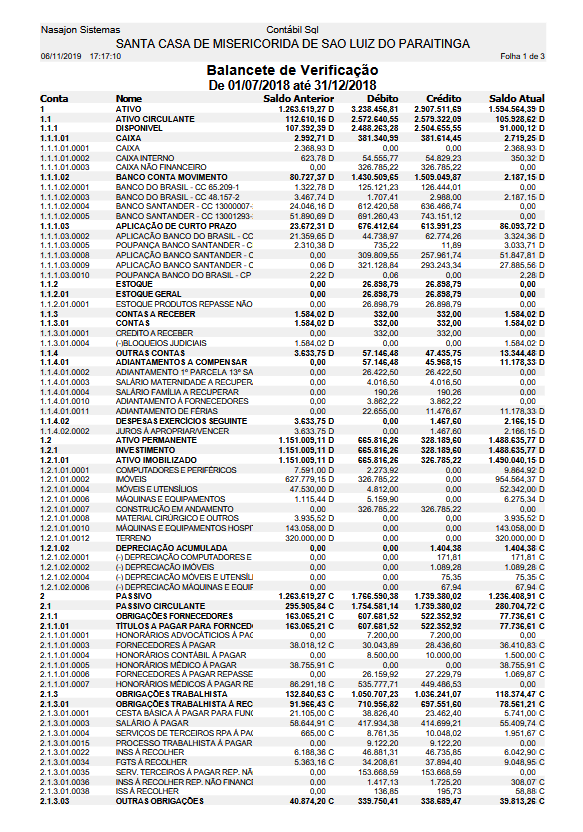 Nasajon Sistemas Contábil Sql
SANTA CASA DE MISERICORIDA DE SAO LUIZ DO PARAITINGA
06/11/2019 17:17:10 Folha 1 de 3
Balancete de Verificação
De 01/07/2018 até 31/12/2018
Conta Nome Saldo Anterior Débito Crédito Saldo Atual
1 ATIVO 1.263.619,27 D 3.238.456,81 2.907.511,69 1.594.564,39 D
1.1 ATIVO CIRCULANTE 112.610,16 D 2.572.640,55 2.579.322,09 105.928,62 D
1.1.1 DISPONIVEL 107.392,39 D 2.488.263,28 2.504.655,55 91.000,12 D
1.1.1.01 CAIXA 2.992,71 D 381.340,99 381.614,45 2.719,25 D
1.1.1.01.0001 CAIXA 2.368,93 D 0,00 0,00 2.368,93 D
1.1.1.01.0002 CAIXA INTERNO 623,78 D 54.555,77 54.829,23 350,32 D
1.1.1.01.0003 CAIXA NÃO FINANCEIRO 0,00 326.785,22 326.785,22 0,00
1.1.1.02 BANCO CONTA MOVIMENTO 80.727,37 D 1.430.509,65 1.509.049,87 2.187,15 D
1.1.1.02.0001 BANCO DO BRASIL - CC 65.209-1 1.322,78 D 125.121,23 126.444,01 0,00
1.1.1.02.0003 BANCO DO BRASIL - CC 48.157-2 3.467,74 D 1.707,41 2.988,00 2.187,15 D
1.1.1.02.0004 BANCO SANTANDER - CC 13000007- 24.046,16 D 612.420,58 636.466,74 0,00
1.1.1.02.0005 BANCO SANTANDER - CC 13001293- 51.890,69 D 691.260,43 743.151,12 0,00
1.1.1.03 APLICAÇÃO DE CURTO PRAZO 23.672,31 D 676.412,64 613.991,23 86.093,72 D
1.1.1.03.0002 APLICAÇÃO BANCO DO BRASIL - CC 21.359,65 D 44.738,97 62.774,26 3.324,36 D
1.1.1.03.0005 POUPANÇA BANCO SANTANDER - C 2.310,38 D 735,22 11,89 3.033,71 D
1.1.1.03.0008 APLICAÇÃO BANCO SANTANDER - C 0,00 309.809,55 257.961,74 51.847,81 D
1.1.1.03.0009 APLICAÇÃO BANCO SANTANDER - C 0,06 D 321.128,84 293.243,34 27.885,56 D
1.1.1.03.0010 POUPANÇA BANCO DO BRASIL - CP 2,22 D 0,06 0,00 2,28 D
1.1.2 ESTOQUE 0,00 26.898,79 26.898,79 0,00
1.1.2.01 ESTOQUE GERAL 0,00 26.898,79 26.898,79 0,00
1.1.2.01.0001 ESTOQUE PRODUTOS REPASSE NÃO 0,00 26.898,79 26.898,79 0,00
1.1.3 CONTAS A RECEBER 1.584,02 D 332,00 332,00 1.584,02 D
1.1.3.01 CONTAS 1.584,02 D 332,00 332,00 1.584,02 D
1.1.3.01.0001 CREDITO A RECEBER 0,00 332,00 332,00 0,00
1.1.3.01.0004 (-)BLOQUEIOS JUDICIAIS 1.584,02 D 0,00 0,00 1.584,02 D
1.1.4 OUTRAS CONTAS 3.633,75 D 57.146,48 47.435,75 13.344,48 D
1.1.4.01 ADIANTAMENTOS A COMPENSAR 0,00 57.146,48 45.968,15 11.178,33 D
1.1.4.01.0002 ADIANTAMENTO 1º PARCELA 13º SA 0,00 26.422,50 26.422,50 0,00
1.1.4.01.0003 SALÁRIO MATERNIDADE A RECUPERA 0,00 4.016,50 4.016,50 0,00
1.1.4.01.0004 SALÁRIO FAMÍLIA A RECUPERAR 0,00 190,26 190,26 0,00
1.1.4.01.0010 ADIANTAMENTO À FORNECEDORES 0,00 3.862,22 3.862,22 0,00
1.1.4.01.0011 ADIANTAMENTO DE FÉRIAS 0,00 22.655,00 11.476,67 11.178,33 D
1.1.4.02 DESPESAS EXERCÍCIOS SEGUINTE 3.633,75 D 0,00 1.467,60 2.166,15 D
1.1.4.02.0002 JUROS À APROPRIAR/VENCER 3.633,75 D 0,00 1.467,60 2.166,15 D
1.2 ATIVO PERMANENTE 1.151.009,11 D 665.816,26 328.189,60 1.488.635,77 D
1.2.1 INVESTIMENTO 1.151.009,11 D 665.816,26 328.189,60 1.488.635,77 D
1.2.1.01 ATIVO IMOBILIZADO 1.151.009,11 D 665.816,26 326.785,22 1.490.040,15 D
1.2.1.01.0001 COMPUTADORES E PERIFÉRICOS 7.591,00 D 2.273,92 0,00 9.864,92 D
1.2.1.01.0002 IMÓVEIS 627.779,15 D 326.785,22 0,00 954.564,37 D
1.2.1.01.0004 MÓVEIS E UTENSÍLIOS 47.530,00 D 4.812,00 0,00 52.342,00 D
1.2.1.01.0006 MÁQUINAS E EQUIPAMENTOS 1.115,44 D 5.159,90 0,00 6.275,34 D
1.2.1.01.0007 CONSTRUÇÃO EM ANDAMENTO 0,00 326.785,22 326.785,22 0,00
1.2.1.01.0008 MATERIAL CIRÚRGICO E OUTROS 3.935,52 D 0,00 0,00 3.935,52 D
1.2.1.01.0010 MÁQUINAS E EQUIPAMENTOS HOSPI 143.058,00 D 0,00 0,00 143.058,00 D
1.2.1.01.0012 TERRENO 320.000,00 D 0,00 0,00 320.000,00 D
1.2.1.02 DEPRECIAÇÃO ACUMULADA 0,00 0,00 1.404,38 1.404,38 C
1.2.1.02.0001 (-) DEPRECIAÇÃO COMPUTADORES E 0,00 0,00 171,81 171,81 C
1.2.1.02.0002 (-) DEPRECIAÇÃO IMÓVEIS 0,00 0,00 1.089,28 1.089,28 C
1.2.1.02.0004 (-) DEPRECIAÇÃO MÓVEIS E UTENSÍLI 0,00 0,00 75,35 75,35 C
1.2.1.02.0006 (-) DEPRECIAÇÃO MÁQUINAS E EQUIP 0,00 0,00 67,94 67,94 C
2 PASSIVO 1.263.619,27 C 1.766.590,38 1.739.380,02 1.236.408,91 C
2.1 PASSIVO CIRCULANTE 295.905,84 C 1.754.581,14 1.739.380,02 280.704,72 C
2.1.1 OBRIGAÇÕES FORNECEDORES 163.065,21 C 607.681,52 522.352,92 77.736,61 C
2.1.1.01 TÍTULOS A PAGAR PARA FORNCED 163.065,21 C 607.681,52 522.352,92 77.736,61 C
2.1.1.01.0001 HONORÁRIOS ADVOCÁTICIOS À PAC 0,00 7.200,00 7.200,00 0,00
2.1.1.01.0003 FORNECEDORES À PAGAR 38.018,12 C 30.043,89 28.436,60 36.410,83 C
2.1.1.01.0004 HONORÁRIOS CONTÁBIL À PAGAR 0,00 8.500,00 10.000,00 1.500,00 C
2.1.1.01.0005 HONORÁRIOS MÉDICO À PAGAR 38.755,91 C 0,00 0,00 38.755,91 C
2.1.1.01.0006 FORNECEDORES À PAGAR REPASSE 0,00 26.159,92 27.229,79 1.069,87 C
2.1.1.01.0007 HONORÁRIOS MÉDICOS À PAGAR RE 86.291,18 C 535.777,71 449.486,53 0,00
2.1.3 OBRIGAÇÕES TRABALHISTA 132.840,63 C 1.050.707,23 1.036.241,07 118.374,47 C
2.1.3.01 OBRIGAÇÕES TRABALHISTA À REC 91.966,43 C 710.956,82 697.551,60 78.561,21 C
2.1.3.01.0001 CESTA BÁSICA À PAGAR PARA FUNC 21.105,00 C 38.826,40 23.462,40 5.741,00 C
2.1.3.01.0003 SALÁRIO À PAGAR 58.644,91 C 417.934,38 414.699,21 55.409,74 C
2.1.3.01.0004 SERVIÇOS DE TERCEIROS RPA À PAC 665,00 C 8.761,35 10.048,02 1.951,67 C
2.1.3.01.0015 PROCESSO TRABALHISTA À PAGAR 0,00 9.122,20 9.122,20 0,00
2.1.3.01.0022 INSS À RECOLHER 6.188,36 C 46.881,31 46.735,85 6.042,90 C
2.1.3.01.0034 FGTS À RECOLHER 5.363,16 C 34.208,61 37.894,40 9.048,95 C
2.1.3.01.0035 SERV. TERCEIROS À PAGAR REP. NÃ 0,00 153.668,59 153.668,59 0,00
2.1.3.01.0036 INSS À RECOLHER REP. NÃO FINANCE 0,00 1.417,13 1.725,20 308,07 C
2.1.3.01.0038 ISS À RECOLHER 0,00 136,85 195,73 58,88 C
2.1.3.03 OUTRAS OBRIGAÇÕES 40.874,20 C 339.750,41 338.689,47 39.813,26 C